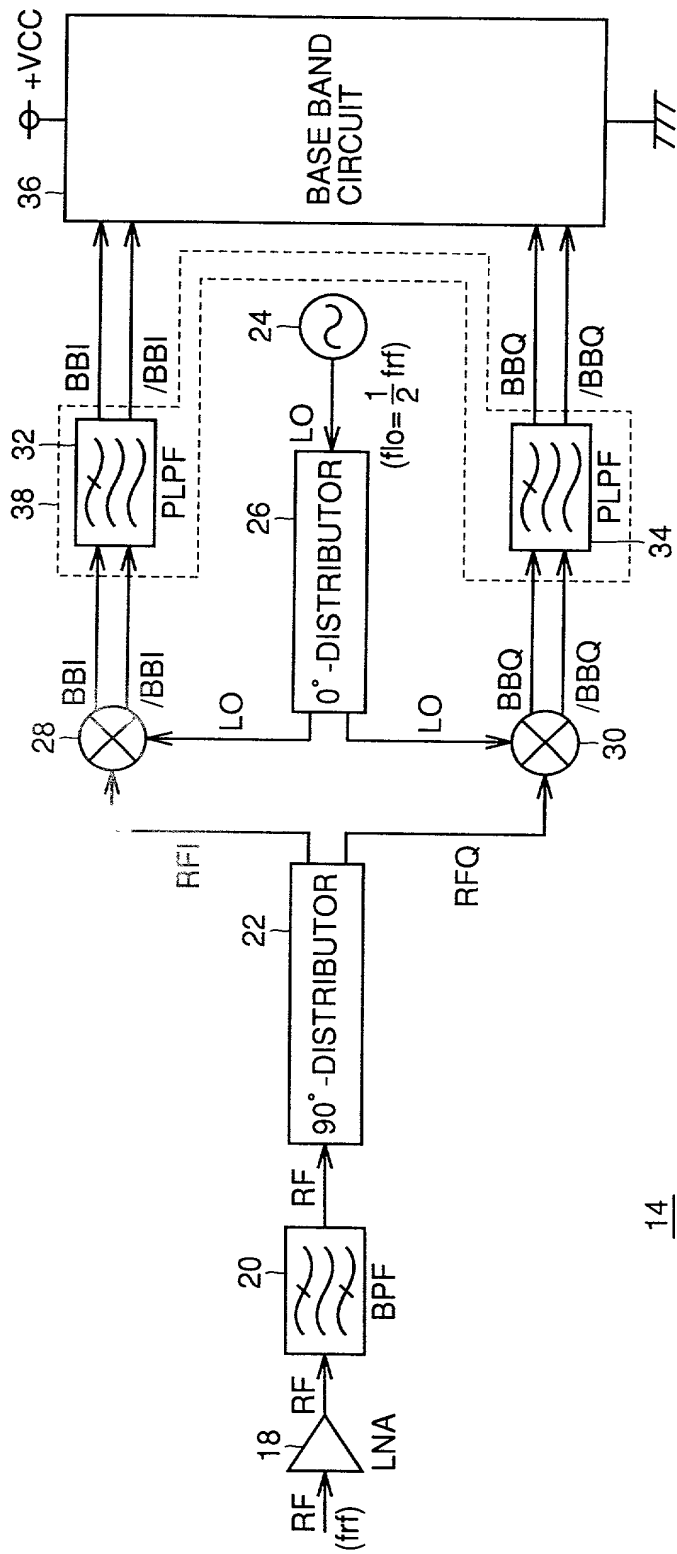 RF
(frf)
18
LNA
RF
20
BPF
RF
22
90°-DISTRIBUTOR
RFI
RFQ
28
30
LO
LO
26
0°-DISTRIBUTOR
LO
(flo= 1/2 frf)
24
BBI
/BBI
BBQ
/BBQ
38
32
PLPF
PLPF
34
BBI
/BBI
BBQ
/BBQ
36
+VCC
BASE BAND
CIRCUIT
14